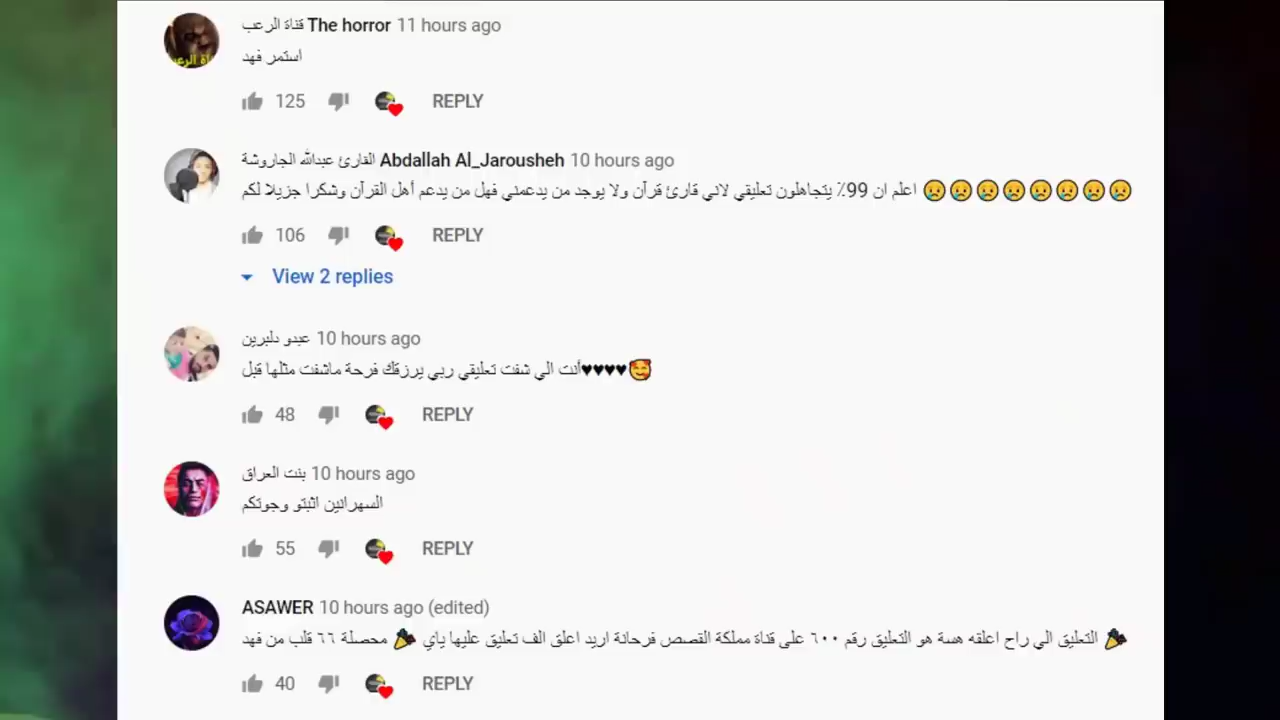 قناة الرعب The horror 11 hours ago
استمر فهد
125 REPLY
القارئ عبدالله الجاروشة Abdallah Al_Jarousheh 10 hours ago
😢😢😢😢😢😢😢😢 اعلم ان 99٪ يتجاهلون تعليقي لاني قارئ قرآن ولا يوجد من يدعمني فهل من يدعم أهل القرآن وشكرا جزيلا لكم
106 REPLY
View 2 replies
عبدو دلبرين 10 hours ago
أنت الي شفت تعليقي ربي يرزقك فرحة ماشفت مثلها قبل♥♥♥♥🥰
48 REPLY
بنت العراق 10 hours ago
السهرانين اثبتو وجوتكم
55 REPLY
ASAWER 10 hours ago (edited)
🎉 التعليق الي راح اعلقه هسة هو التعليق رقم ٦٠٠ على قناة مملكة القصص فرحانة اريد اعلق الف تعليق عليها ياي 🎉 محصلة ٦٦ قلب من فهد
40 REPLY